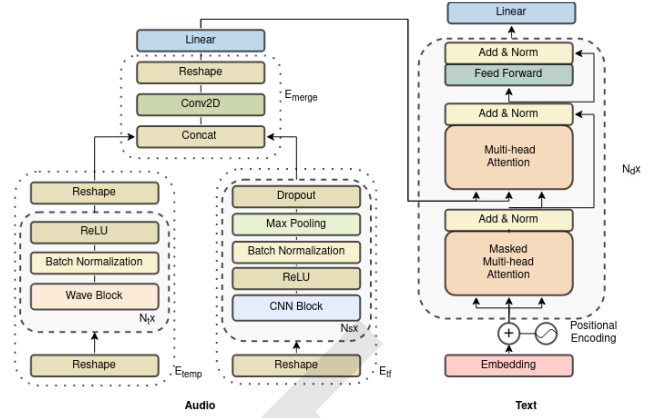 Linear
Reshape
Conv2D
Concat
E_merge
Reshape
ReLU
Batch Normalization
Wave Block
N_tx
Reshape
E_temp
Dropout
Max Pooling
Batch Normalization
ReLU
CNN Block
N_sx
Reshape
E_tf
Audio
Linear
Add & Norm
Feed Forward
Add & Norm
Multi-head
Attention
N_dx
Add & Norm
Masked
Multi-head
Attention
+
Positional
Encoding
Embedding
Text